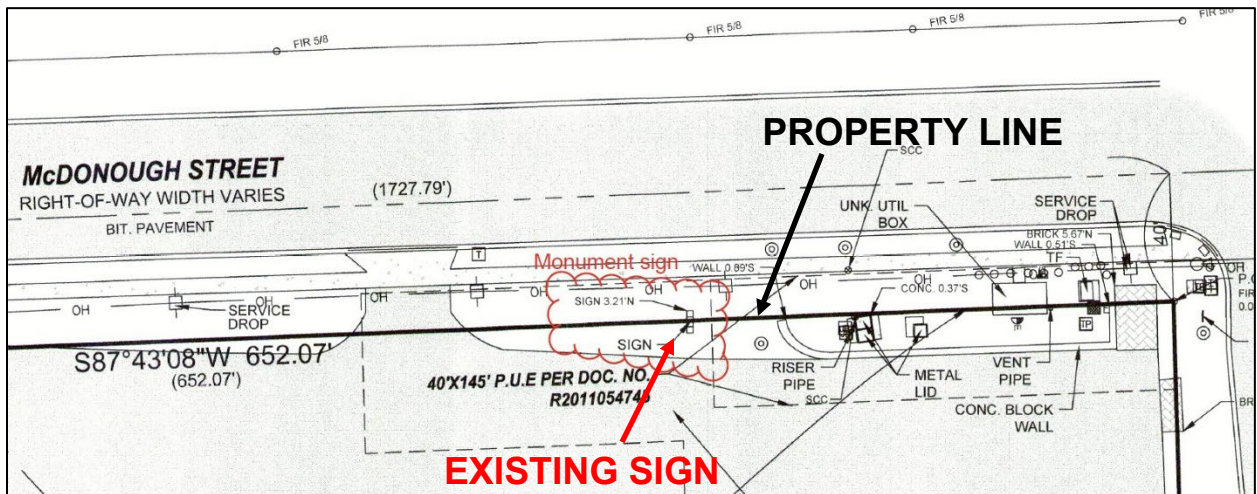 FIR 5/8
FIR 5/8
FIR 5/8
FIR 5/8
PROPERTY LINE
SCC
McDONOUGH STREET
RIGHT-OF-WAY WIDTH VARIES
(1727.79')
BIT. PAVEMENT
UNK. UTIL
BOX
SERVICE
DROP
BRICK 5.67'N
WALL 0.51'S
TF
40'
T
Monument sign
WALL 0.89'S
OH
OH
OH
OH
OH
OH
OH
SERVICE
DROP
SIGN 3.21'N
CONC. 0.37'S
SIGN
TP
S87°43'08"W 652.07'
(652.07')
40'X145' P.U.E PER DOC. NO.
RISER
PIPE
SCC
METAL
LID
VENT
PIPE
CONC. BLOCK
WALL
EXISTING SIGN